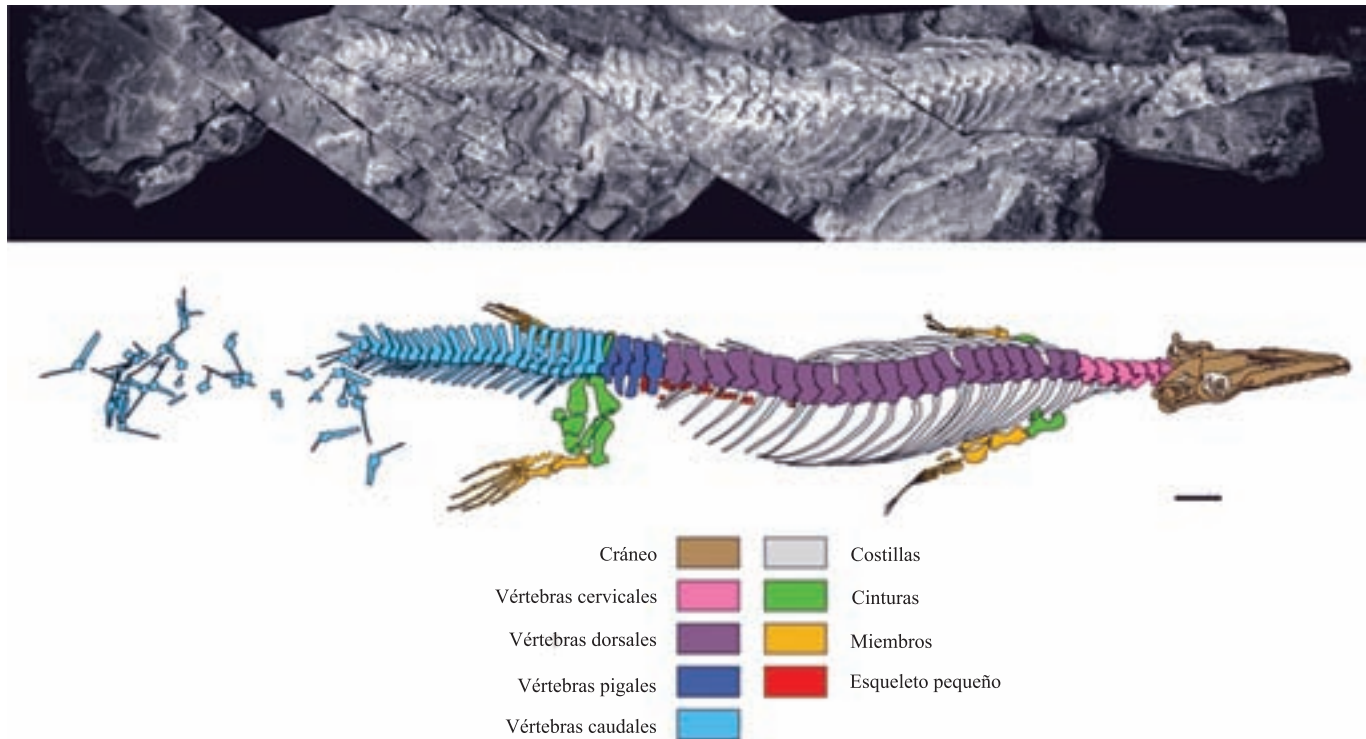 Cráneo
Vértebras cervicales
Vértebras dorsales
Vértebras pigales
Vértebras caudales
Costillas
Cinturas
Miembros
Esqueleto pequeño